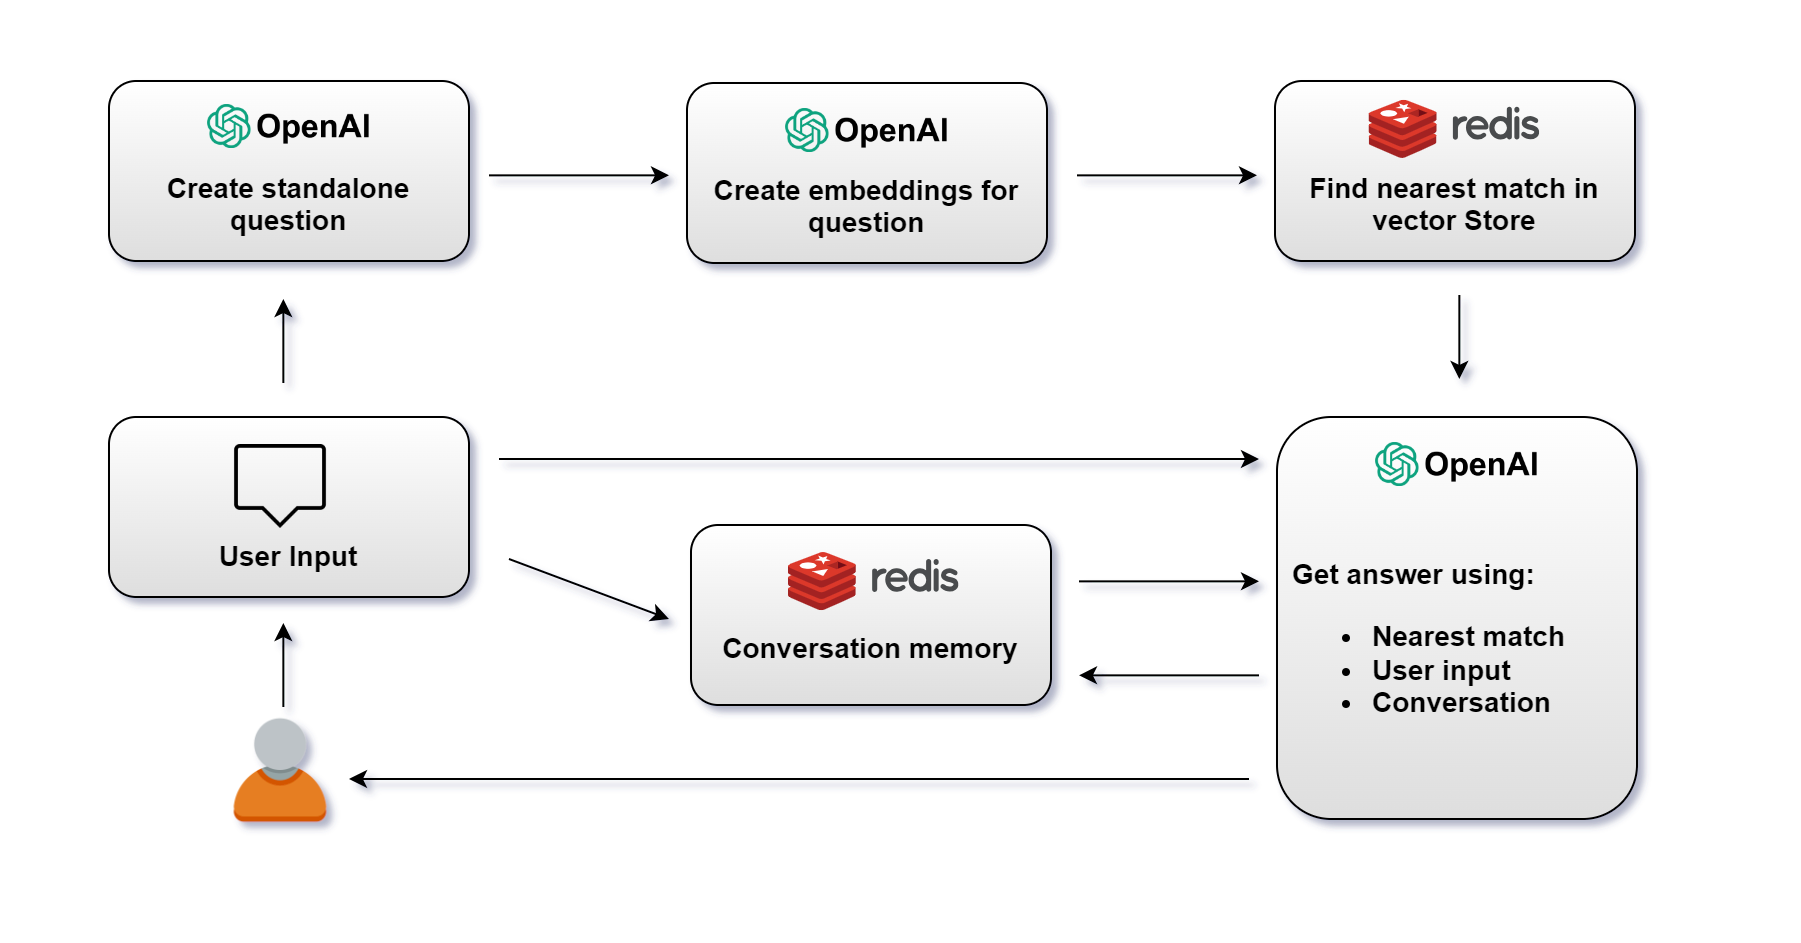 OpenAI
Create standalone
question
OpenAI
Create embeddings for
question
redis
Find nearest match in
vector Store
User Input
redis
Conversation memory
OpenAI
Get answer using:
• Nearest match
• User input
• Conversation